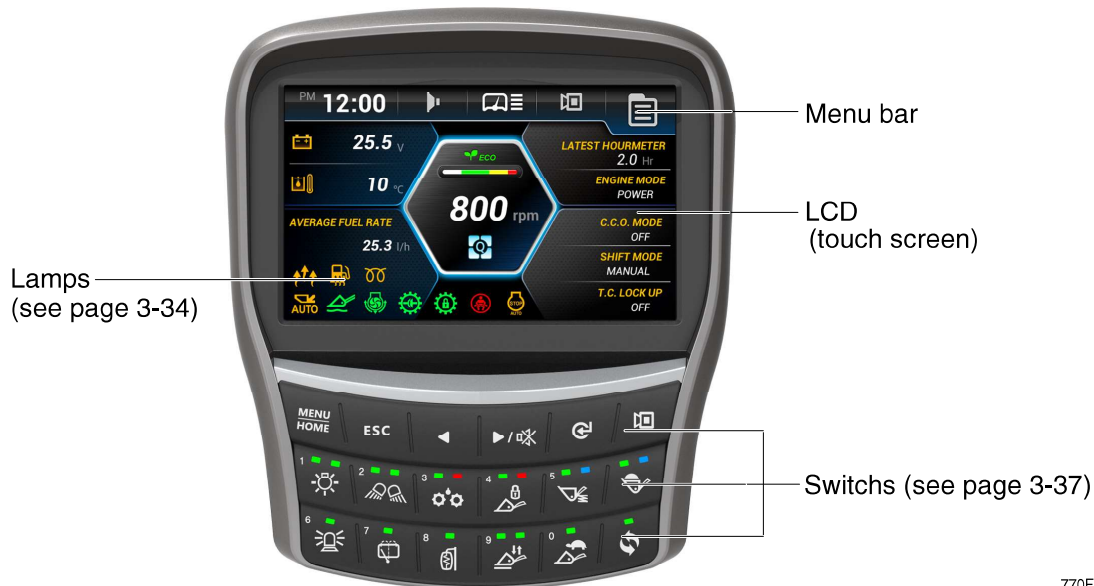 PM 12:00
25.5 V
10 °C
AVERAGE FUEL RATE
25.3 l/h
AUTO
STOP
AUTO
ECO
800 rpm
Q
LATEST HOURMETER
2.0 Hr
ENGINE MODE
POWER
C.C.O. MODE
OFF
SHIFT MODE
MANUAL
T.C. LOCK UP
OFF
Menu bar
LCD
(touch screen)
Lamps
(see page 3-34)
MENU
HOME
ESC
◀
▶/
1
2
3
4
5
6
7
8
9
0
Switchs (see page 3-37)